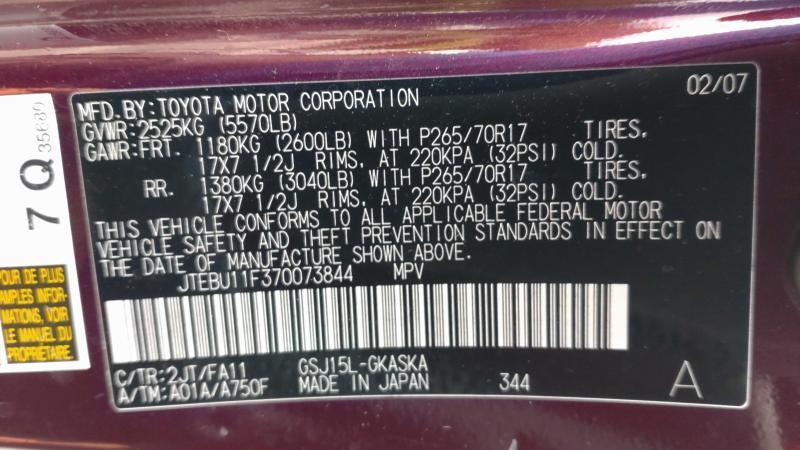 MFD.BY:TOYOTA MOTOR CORPORATION 02/07
GVWR:2525KG (5570LB)
GAWR:FRT. 1180KG (2600LB) WITH P265/70R17 TIRES,
17X7 1/2J RIMS, AT 220KPA (32PSI) COLD.
RR. 1380KG (3040LB) WITH P265/70R17 TIRES,
17X7 1/2J RIMS, AT 220KPA (32PSI) COLD.
THIS VEHICLE CONFORMS TO ALL APPLICABLE FEDERAL MOTOR
VEHICLE SAFETY AND THEFT PREVENTION STANDARDS IN EFFECT ON
THE DATE OF MANUFACTURE SHOWN ABOVE.
JTEBU11F370073844 MPV
C/TR:2JT/FA11 GSJ15L-GKASKA
A/TM:A01A/A750F MADE IN JAPAN 344 A
7 Q 35680
POUR DE PLUS
AMPLES INFOR-
MATIONS, VOIR
LE MANUEL DU
PROPRIÉTAIRE.